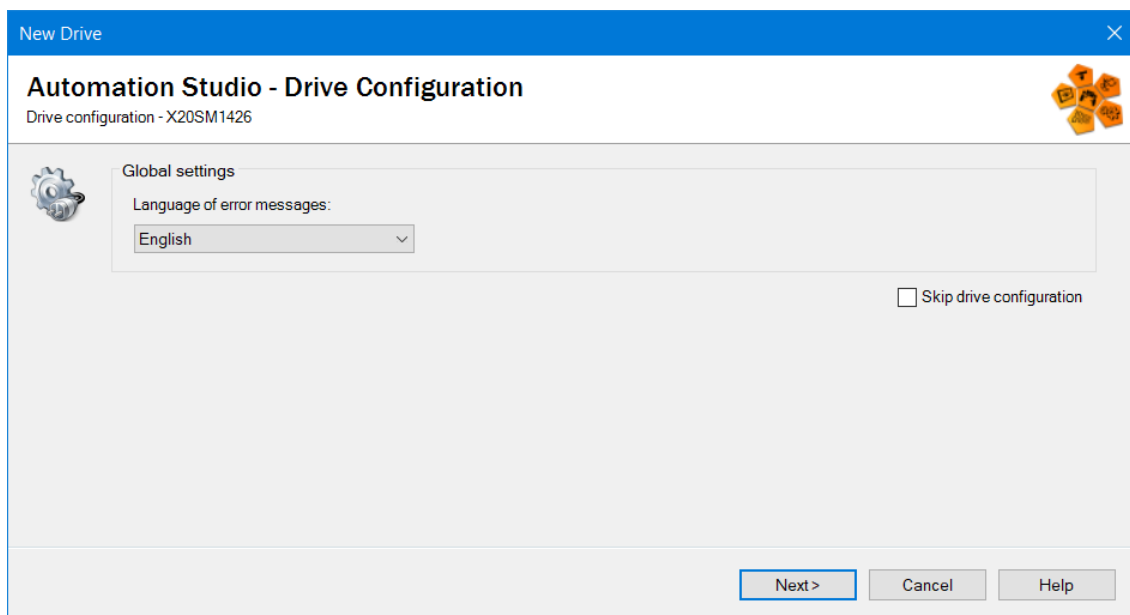 New Drive
Automation Studio - Drive Configuration
Drive configuration - X20SM1426
Global settings
Language of error messages:
English
Skip drive configuration
Next >
Cancel
Help